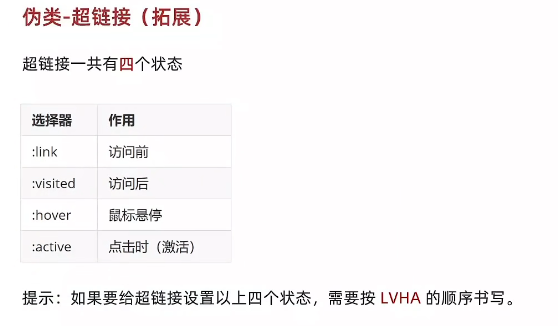 伪类-超链接（拓展）
超链接一共有四个状态
选择器 作用
:link 访问前
:visited 访问后
:hover 鼠标悬停
:active 点击时（激活）
提示：如果要给超链接设置以上四个状态，需要按 LVHA 的顺序书写。